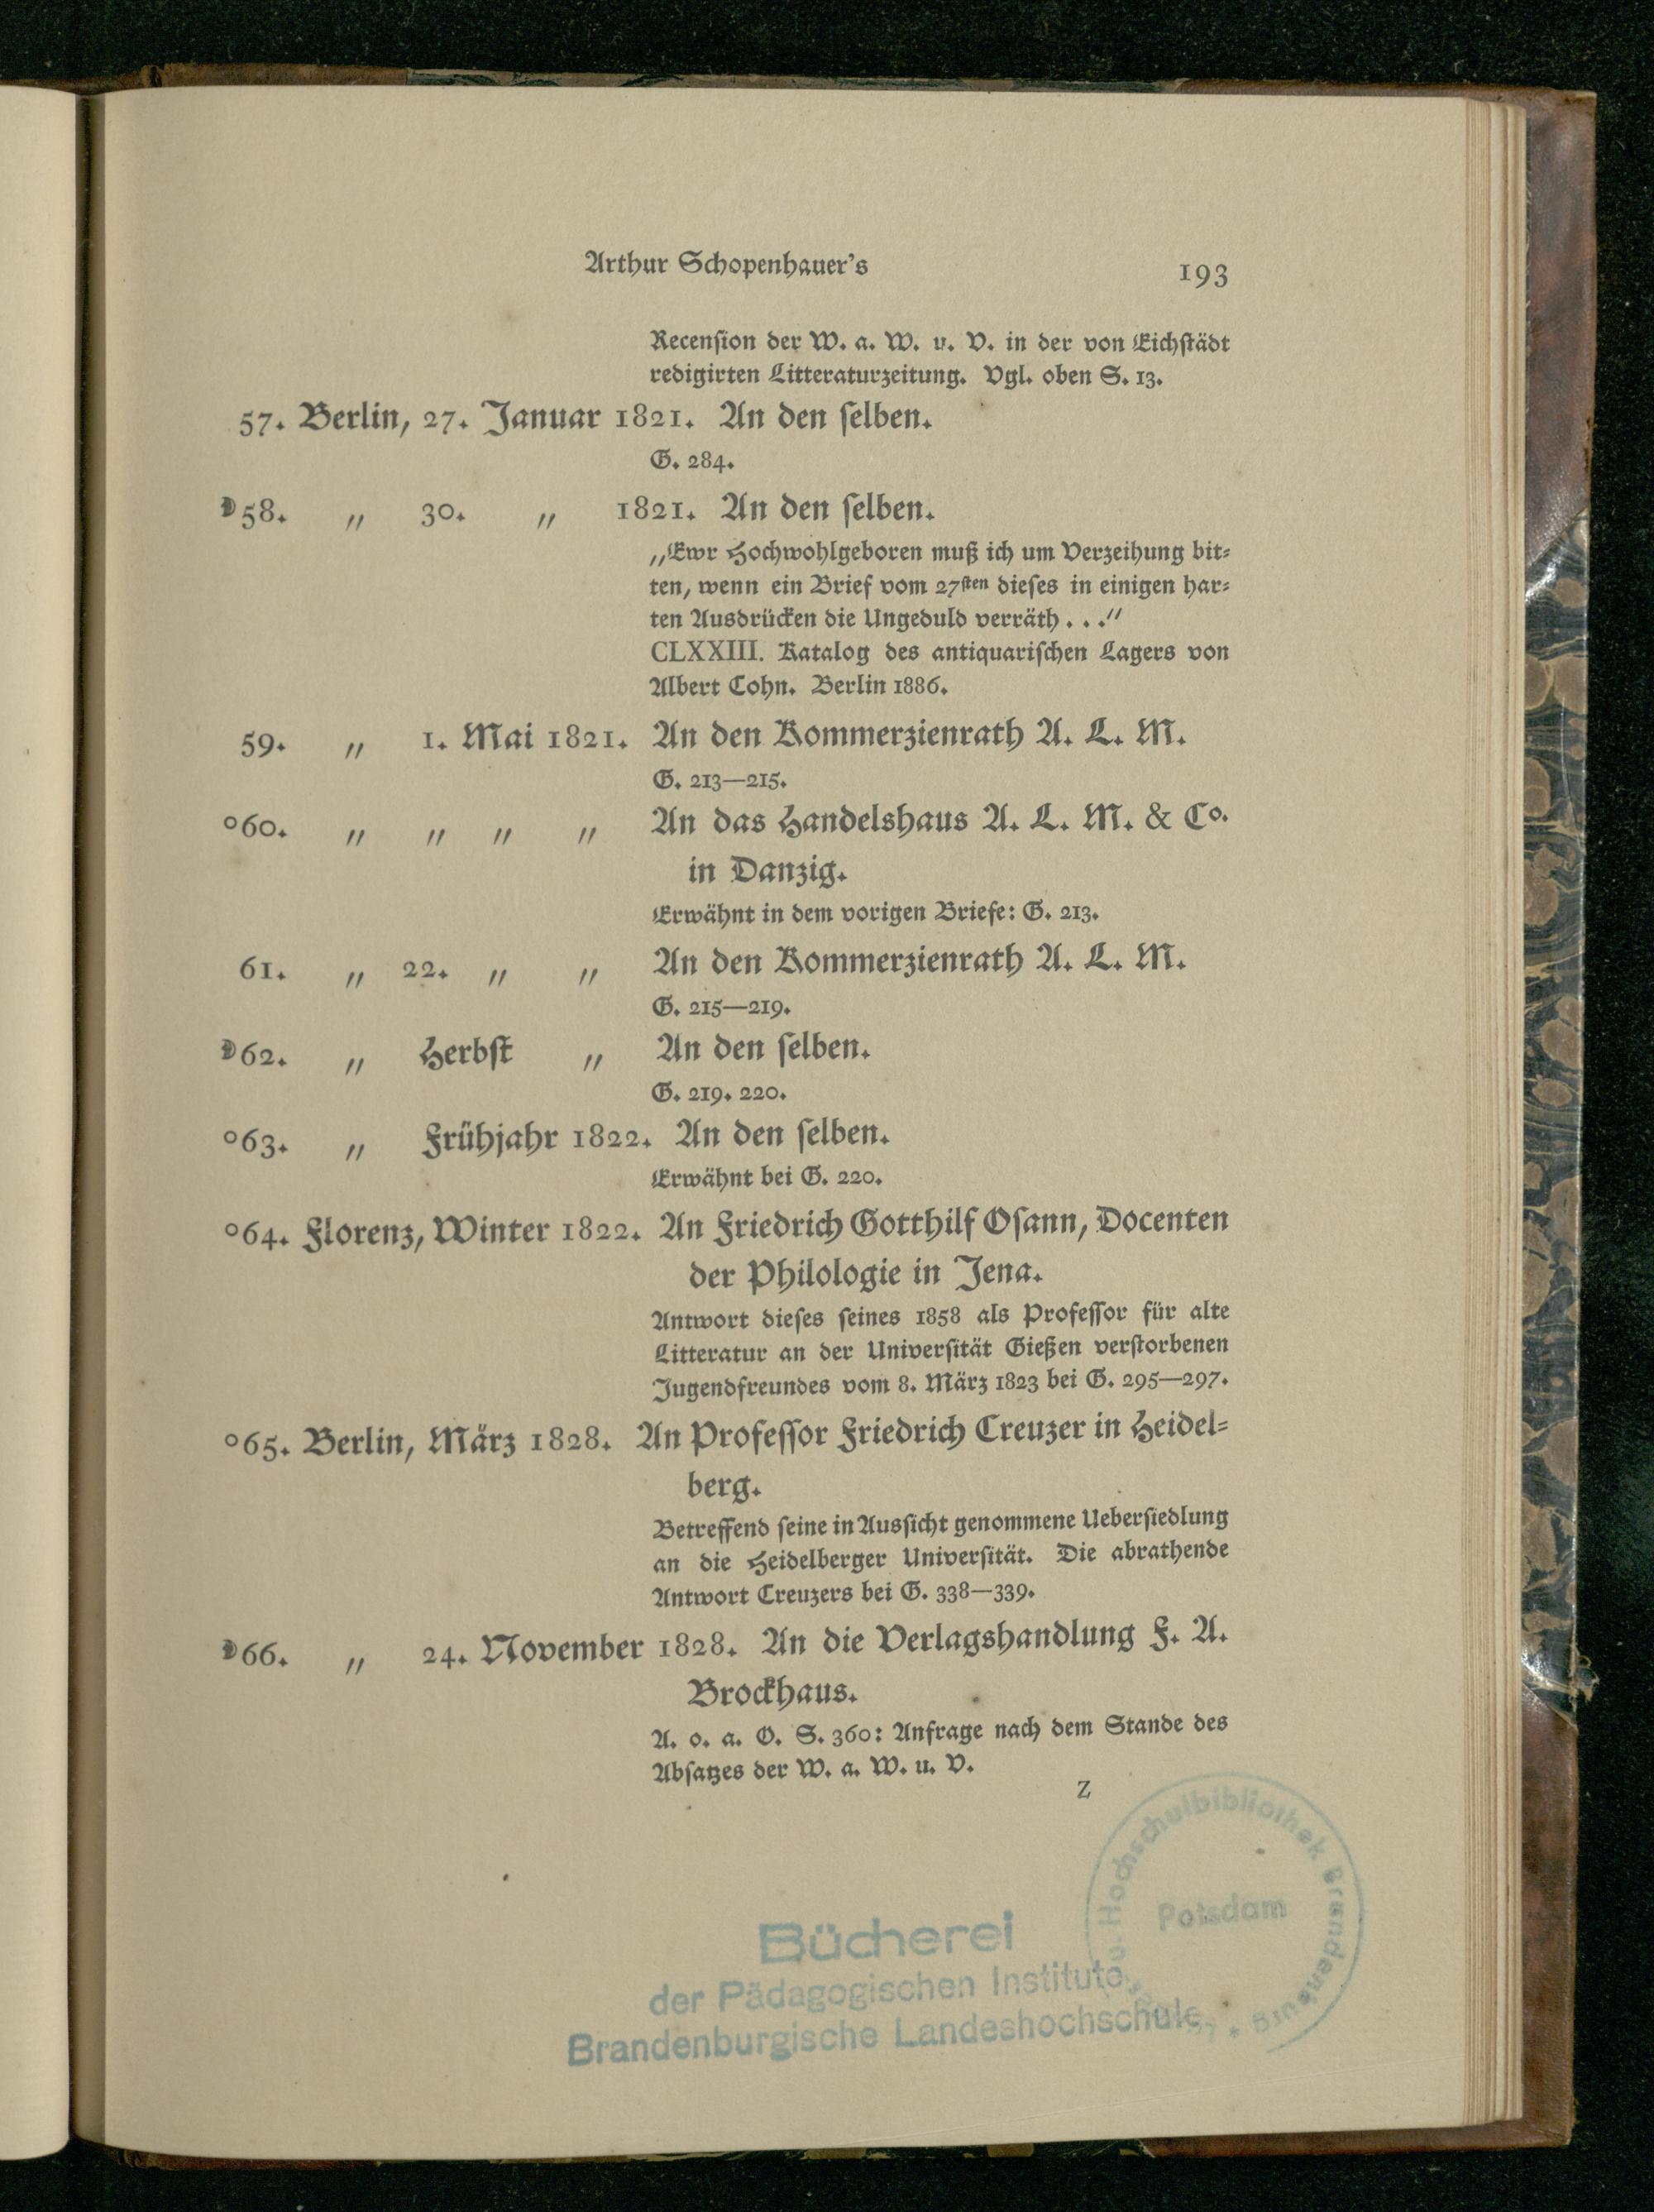 Arthur Schopenhauer's 193
Recenſion der W. a. W. u. V. in der von Eichſtädt
redigirten Litteraturzeitung. Vgl. oben S. 13.
57. Berlin, 27. Januar 1821. An den ſelben.
G. 284.
D58. „ 30. „ 1821. An den ſelben.
„Ewr Hochwohlgeboren muß ich um Verzeihung bit⸗
ten, wenn ein Brief vom 27ſten dieſes in einigen har⸗
ten Ausdrücken die Ungeduld verräth . . .“
CLXXIII. Katalog des antiquariſchen Lagers von
Albert Cohn. Berlin 1886.
59. „ 1. Mai 1821. An den Kommerzienrath A. L. M.
G. 213—215.
o60. „ „ „ „ An das Handelshaus A. L. M. & Co.
in Danzig.
Erwähnt in dem vorigen Briefe: G. 213.
61. „ 22. „ „ An den Kommerzienrath A. L. M.
G. 215—219.
D62. „ Herbſt „ An den ſelben.
G. 219. 220.
o63. „ Frühjahr 1822. An den ſelben.
Erwähnt bei G. 220.
o64. Florenz, Winter 1822. An Friedrich Gotthilf Oſann, Docenten
der Philologie in Jena.
Antwort dieſes ſeines 1858 als Profeſſor für alte
Litteratur an der Univerſität Gießen verſtorbenen
Jugendfreundes vom 8. März 1823 bei G. 295—297.
o65. Berlin, März 1828. An Profeſſor Friedrich Creuzer in Heidel⸗
berg.
Betreffend ſeine in Ausſicht genommene Ueberſiedlung
an die Heidelberger Univerſität. Die abrathende
Antwort Creuzers bei G. 338—339.
D66. „ 24. November 1828. An die Verlagshandlung F. A.
Brockhaus.
A. o. a. O. S. 360: Anfrage nach dem Stande des
Abſatzes der W. a. W. u. V.
Z
u. Hochschulbibliothek Brandenburg *
Potsdam
Bücherei
der Pädagogischen Institute
Brandenburgische Landeshochschule